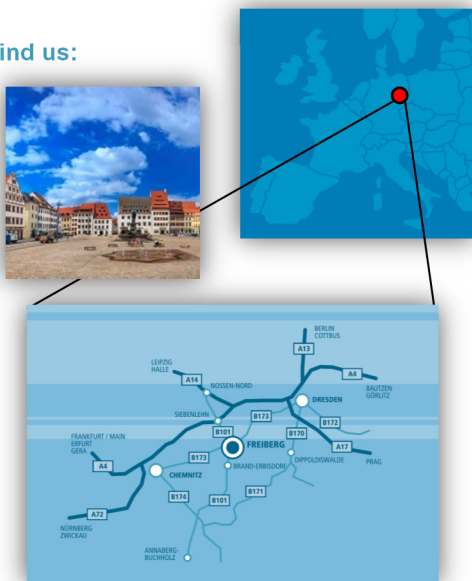 ind us:
BERLIN
COTTBUS
A13
LEIPZIG
HALLE
A14
A4
NOSSEN-NORD
BAUTZEN
GÖRLITZ
DRESDEN
SIEBENLEHN
B173
B172
B101
B170
FREIBERG
FRANKFURT / MAIN
ERFURT
GERA
A17
B173
DIPPOLDISWALDE
PRAG
A4
BRAND-ERBISDORF
CHEMNITZ
B171
B174
B101
A72
NÜRNBERG
ZWICKAU
ANNABERG-
BUCHHOLZ